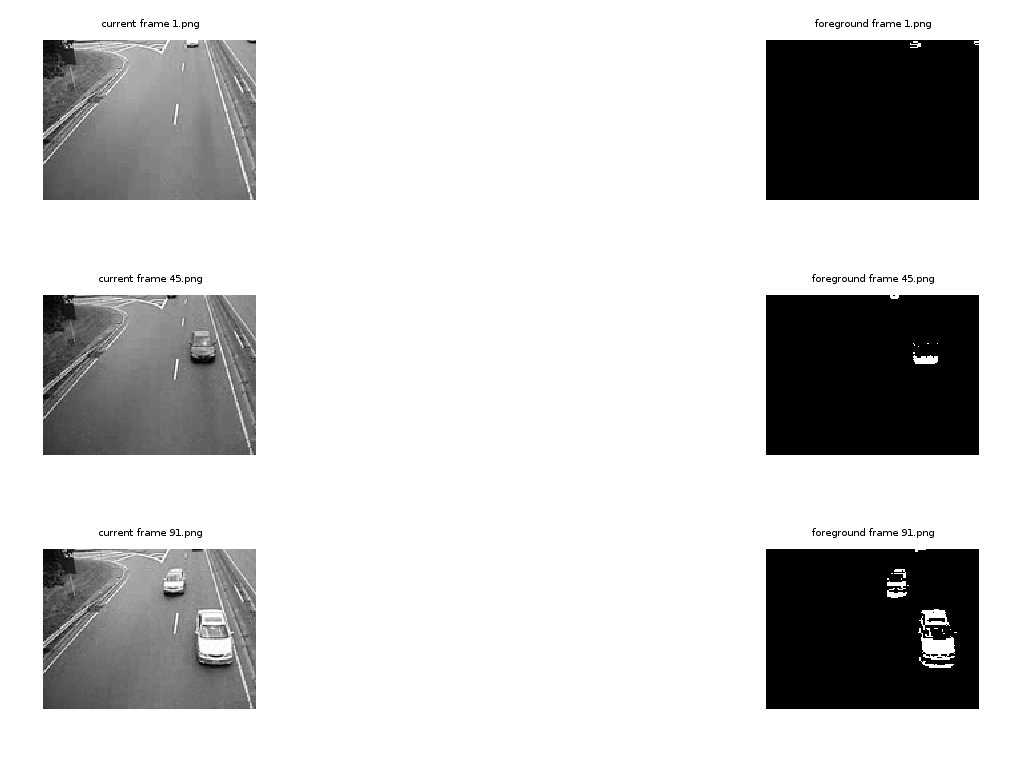 current frame 1.png
foreground frame 1.png
current frame 45.png
foreground frame 45.png
current frame 91.png
foreground frame 91.png